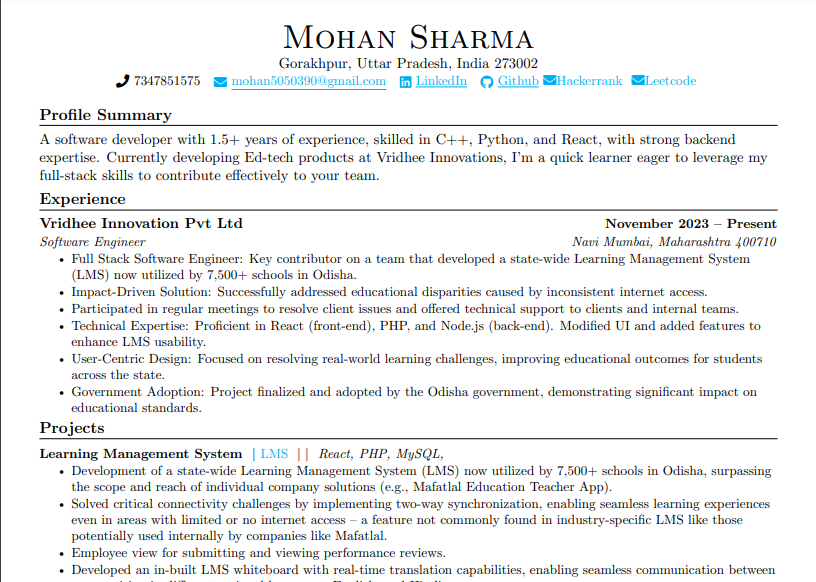 Mohan Sharma
Gorakhpur, Uttar Pradesh, India 273002
7347851575 mohan5050390@gmail.com LinkedIn Github Hackerrank Leetcode
Profile Summary
A software developer with 1.5+ years of experience, skilled in C++, Python, and React, with strong backend
expertise. Currently developing Ed-tech products at Vridhee Innovations, I'm a quick learner eager to leverage my
full-stack skills to contribute effectively to your team.
Experience
Vridhee Innovation Pvt Ltd November 2023 – Present
Software Engineer Navi Mumbai, Maharashtra 400710
• Full Stack Software Engineer: Key contributor on a team that developed a state-wide Learning Management System
(LMS) now utilized by 7,500+ schools in Odisha.
• Impact-Driven Solution: Successfully addressed educational disparities caused by inconsistent internet access.
• Participated in regular meetings to resolve client issues and offered technical support to clients and internal teams.
• Technical Expertise: Proficient in React (front-end), PHP, and Node.js (back-end). Modified UI and added features to
enhance LMS usability.
• User-Centric Design: Focused on resolving real-world learning challenges, improving educational outcomes for students
across the state.
• Government Adoption: Project finalized and adopted by the Odisha government, demonstrating significant impact on
educational standards.
Projects
Learning Management System | LMS | | React, PHP, MySQL,
• Development of a state-wide Learning Management System (LMS) now utilized by 7,500+ schools in Odisha, surpassing
the scope and reach of individual company solutions (e.g., Mafatlal Education Teacher App).
• Solved critical connectivity challenges by implementing two-way synchronization, enabling seamless learning experiences
even in areas with limited or no internet access – a feature not commonly found in industry-specific LMS like those
potentially used internally by companies like Mafatlal.
• Employee view for submitting and viewing performance reviews.
• Developed an in-built LMS whiteboard with real-time translation capabilities, enabling seamless communication between